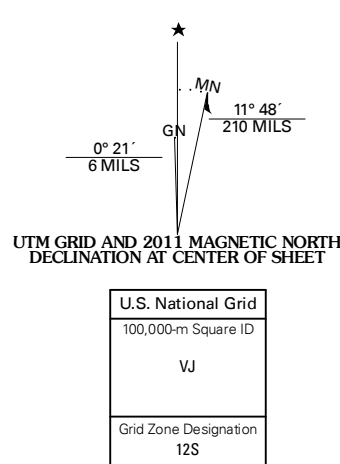 ★
MN
GN
11° 48´
210 MILS
0° 21´
6 MILS
UTM GRID AND 2011 MAGNETIC NORTH
DECLINATION AT CENTER OF SHEET
U.S. National Grid
100,000-m Square ID
VJ
Grid Zone Designation
12S